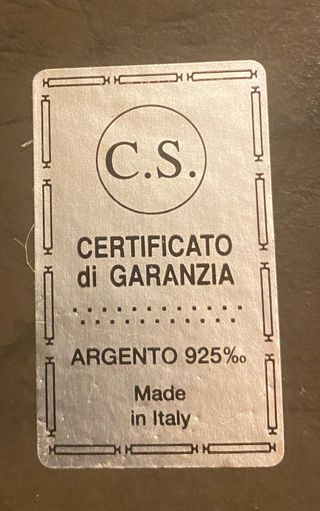 C.S.
CERTIFICATO
di GARANZIA
ARGENTO 925‰
Made
in Italy